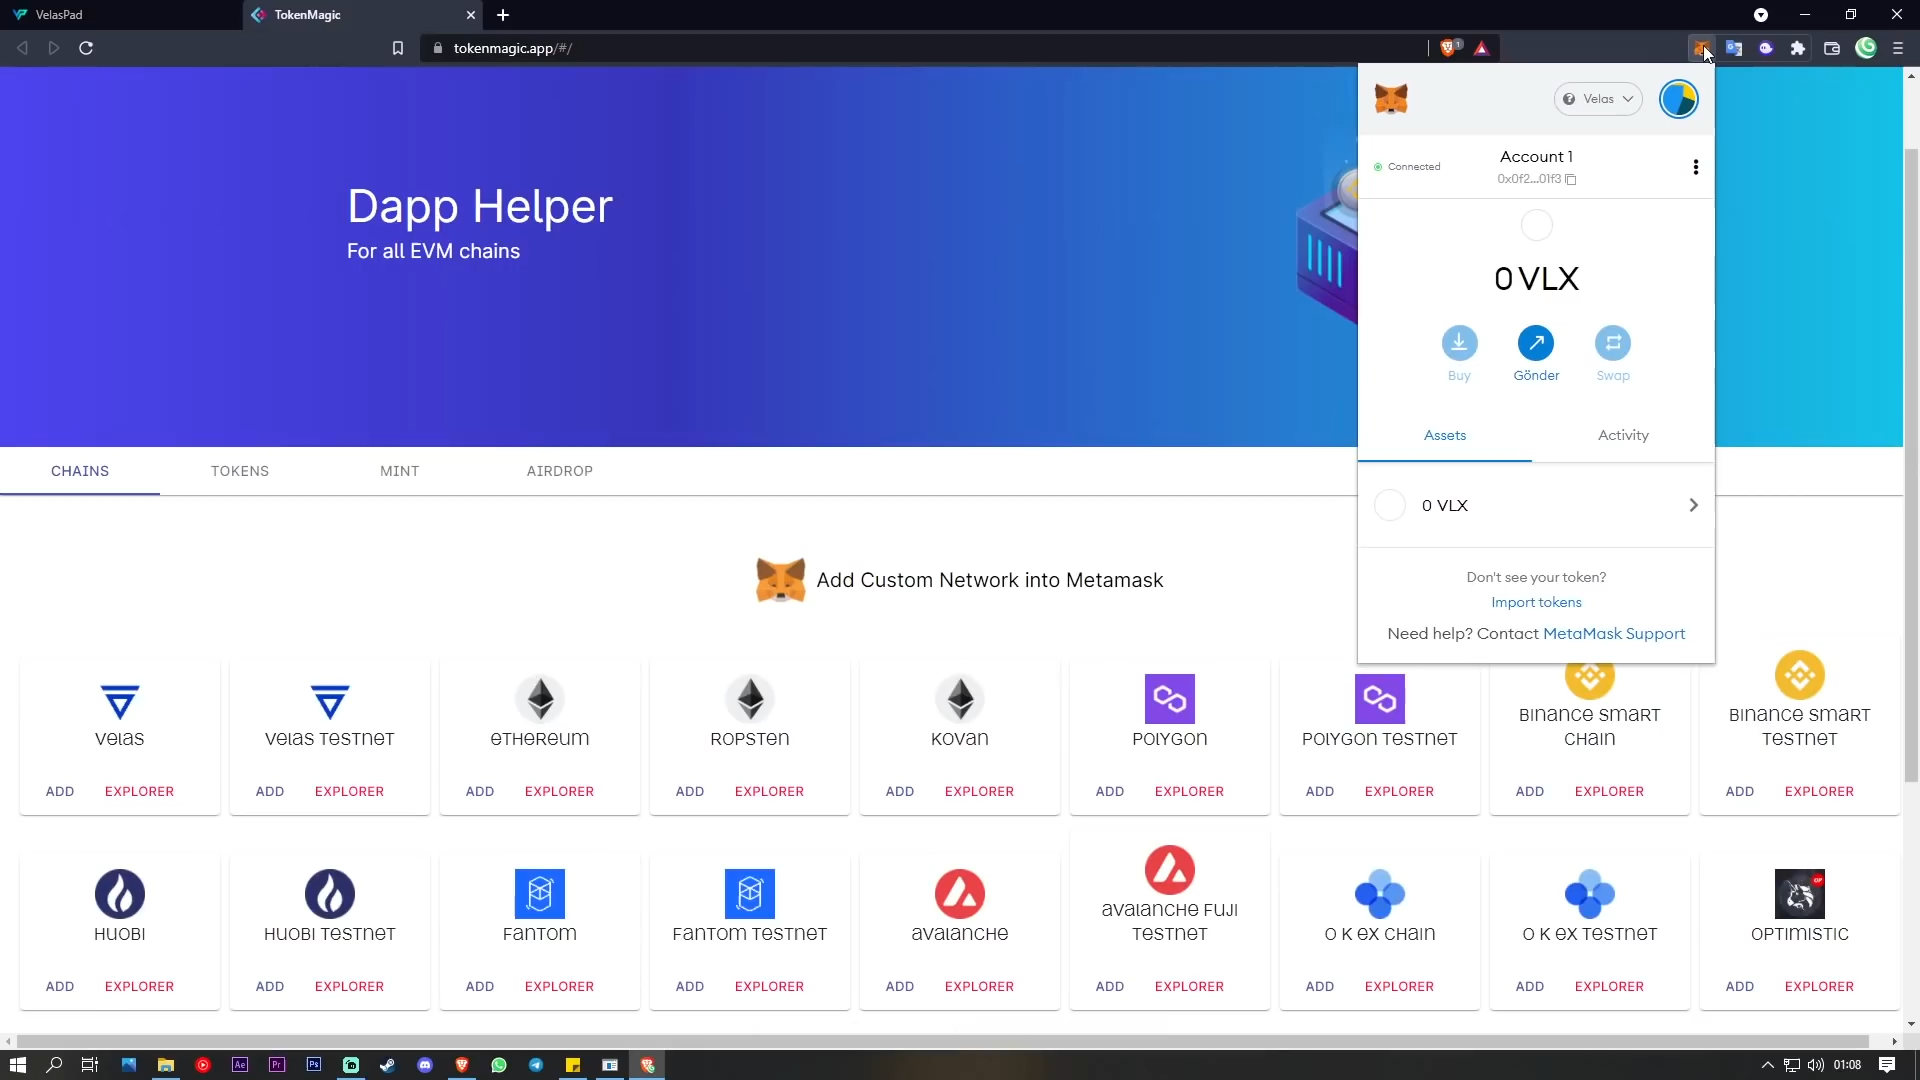 VelasPad
TokenMagic
tokenmagic.app/#/
1
Dapp Helper
For all EVM chains
Velas
Connected
Account 1
0x0f2...01f3
0 VLX
Buy
Gönder
Swap
Assets
Activity
0 VLX
Don't see your token?
Import tokens
Need help? Contact MetaMask Support
CHAINS
TOKENS
MINT
AIRDROP
Add Custom Network into Metamask
Velas
ADD
EXPLORER
Velas Testnet
ADD
EXPLORER
Ethereum
ADD
EXPLORER
Ropsten
ADD
EXPLORER
Kovan
ADD
EXPLORER
Polygon
ADD
EXPLORER
Polygon Testnet
ADD
EXPLORER
Binance Smart
Chain
ADD
EXPLORER
Binance Smart
Testnet
ADD
EXPLORER
Huobi
ADD
EXPLORER
Huobi Testnet
ADD
EXPLORER
Fantom
ADD
EXPLORER
Fantom Testnet
ADD
EXPLORER
Avalanche
ADD
EXPLORER
Avalanche Fuji
Testnet
ADD
EXPLORER
O K Ex Chain
ADD
EXPLORER
O K Ex Testnet
ADD
EXPLORER
OP
Optimistic
ADD
EXPLORER
Ae
Pr
Ps
01:08